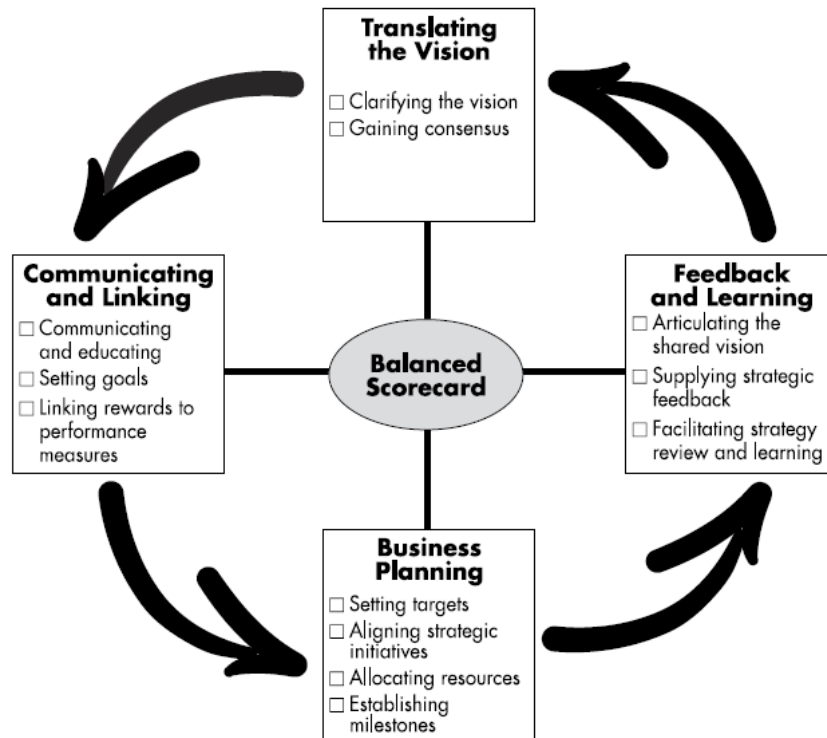 Translating
the Vision
☐ Clarifying the vision
☐ Gaining consensus
Communicating
and Linking
☐ Communicating
and educating
☐ Setting goals
☐ Linking rewards to
performance
measures
Balanced
Scorecard
Feedback
and Learning
☐ Articulating the
shared vision
☐ Supplying strategic
feedback
☐ Facilitating strategy
review and learning
Business
Planning
☐ Setting targets
☐ Aligning strategic
initiatives
☐ Allocating resources
☐ Establishing
milestones